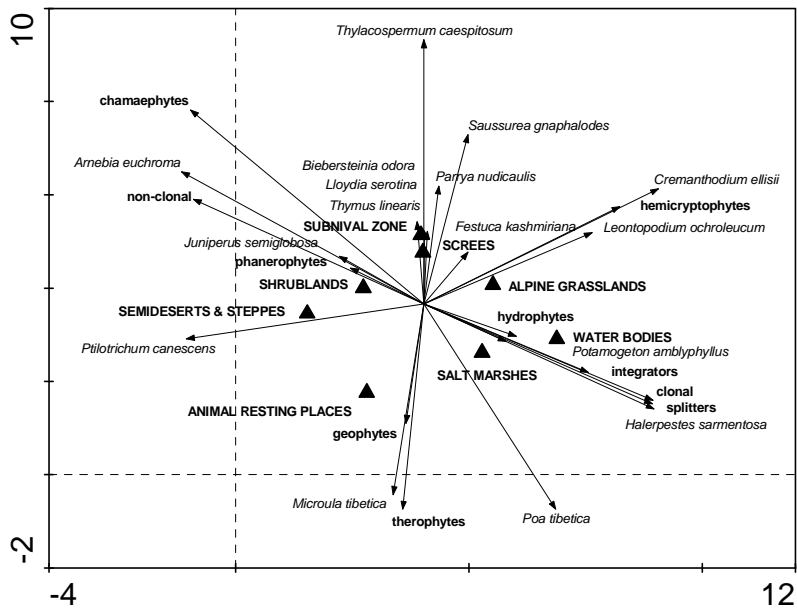 10
Thylacospermum caespitosum
chamaephytes
Saussurea gnaphalodes
Arnebia euchroma
Biebersteinia odora
Cremanthodium ellisii
Lloydia serotina
Parrya nudicaulis
non-clonal
Thymus linearis
hemicryptophytes
SUBNIVAL ZONE
Festuca kashmiriana
Leontopodium ochroleucum
Juniperus semiglobosa
SCREES
phanerophytes
SHRUBLANDS
ALPINE GRASSLANDS
SEMIDESERTS & STEPPES
hydrophytes
WATER BODIES
Ptilotrichum canescens
Potamogeton amblyphyllus
SALT MARSHES
integrators
clonal
ANIMAL RESTING PLACES
splitters
Halerpestes sarmentosa
geophytes
Microula tibetica
therophytes
Poa tibetica
-2
-4
12